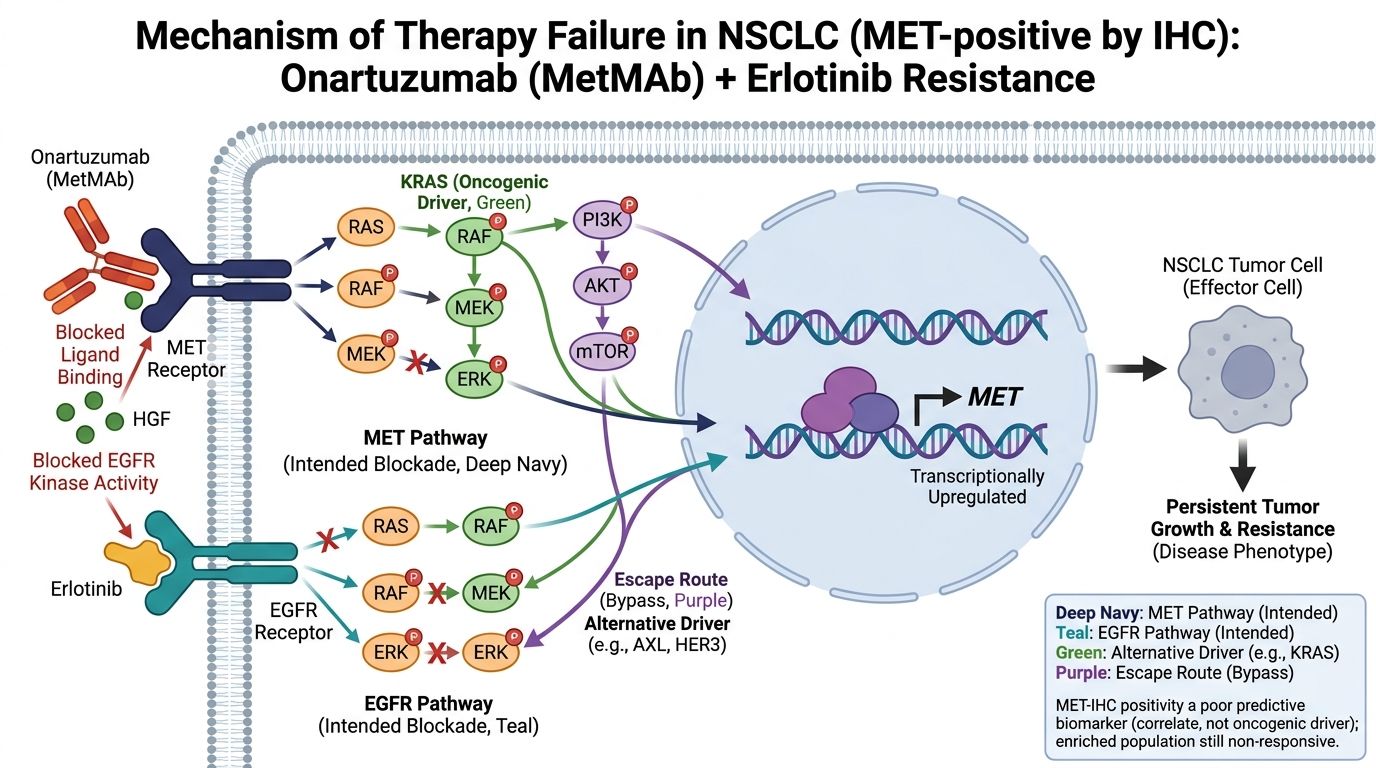 Mechanism of Therapy Failure in NSCLC (MET-positive by IHC):
Onartuzumab (MetMAb) + Erlotinib Resistance
Onartuzumab
(MetMAb)
Blocked
Ligand
Binding
MET
Receptor
HGF
Blocked EGFR
Kinase Activity
Erlotinib
EGFR
Receptor
KRAS (Oncogenic
Driver, Green)
RAS
RAF
P
PI3K
P
RAF
P
MEK
P
AKT
P
MEK
P
X
ERK
P
mTOR
P
MET Pathway
(Intended Bockade, Deep Navy)
X
RAS
RAF
P
RAF
P
X
MEK
P
ERK
P
X
ERK
P
EGFR Pathway
(Intended Blockade, Teal)
Escape Route
(Bypass, Purple)
Alternative Driver
(e.g., AXL, HER3)
MET
Transcriptionally
Upregulated
NSCLC Tumor Cell
(Effector Cell)
Persistent Tumor
Growth & Resistance
(Disease Phenotype)
Deep Navy: MET Pathway (Intended)
Teal: EGFR Pathway (Intended)
Green: Alternative Driver (e.g., KRAS)
Purple: Escape Route (Bypass)
MET-IHC positivity a poor predictive
biomarker (correlate, not oncogenic driver);
enriched population still non-responsive.